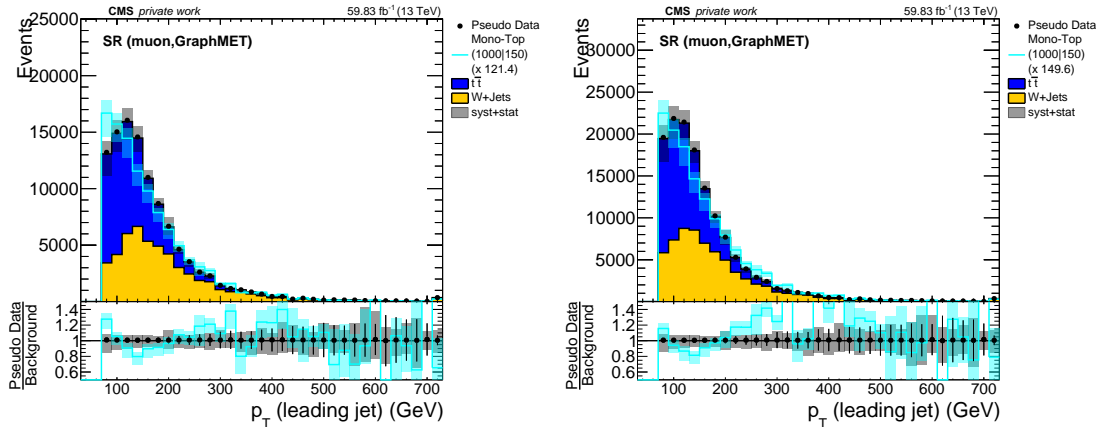 CMS private work 59.83 fb⁻¹ (13 TeV)
SR (muon,GraphMET)
Events
25000
20000
15000
10000
5000
Pseudo Data
Mono-Top
(1000|150)
(x 121.4)
t t̅
W+Jets
syst+stat
Pseudo Data
Background
1.4
1.2
1
0.8
0.6
100 200 300 400 500 600 700
p_T (leading jet) (GeV)
CMS private work 59.83 fb⁻¹ (13 TeV)
SR (muon,GraphMET)
Events
30000
25000
20000
15000
10000
5000
Pseudo Data
Mono-Top
(1000|150)
(x 149.6)
t t̅
W+Jets
syst+stat
Pseudo Data
Background
1.4
1.2
1
0.8
0.6
100 200 300 400 500 600 700
p_T (leading jet) (GeV)